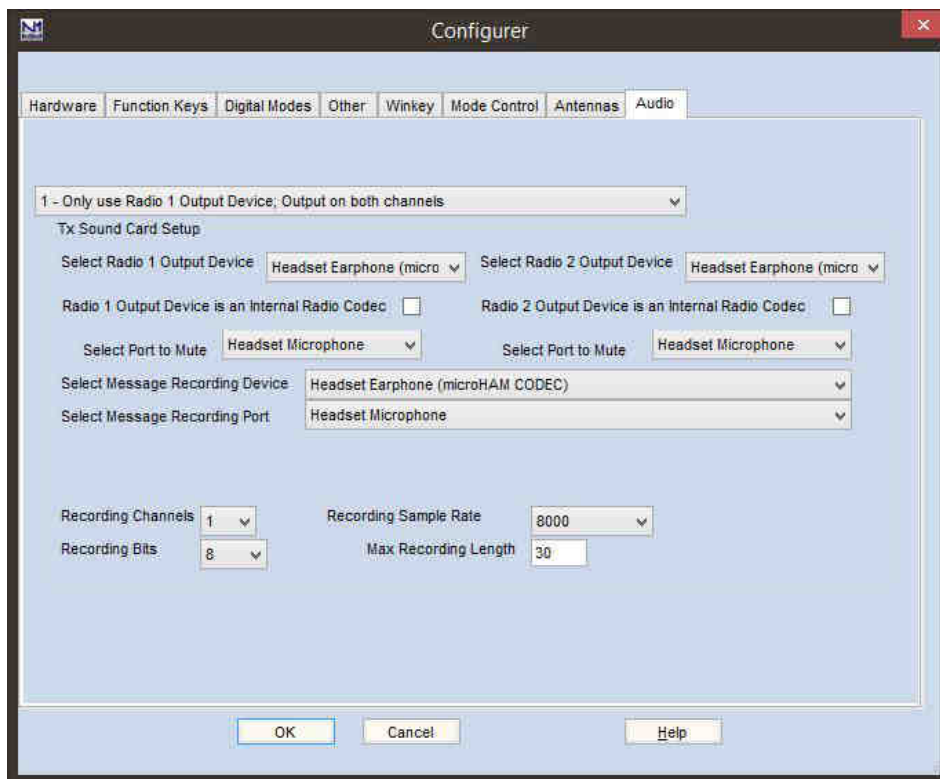 Configurer
Hardware Function Keys Digital Modes Other Winkey Mode Control Antennas Audio
1 - Only use Radio 1 Output Device; Output on both channels
Tx Sound Card Setup
Select Radio 1 Output Device Headset Earphone (micro Select Radio 2 Output Device Headset Earphone (micro
Radio 1 Output Device is an Internal Radio Codec Radio 2 Output Device is an Internal Radio Codec
Select Port to Mute Headset Microphone Select Port to Mute Headset Microphone
Select Message Recording Device Headset Earphone (microHAM CODEC)
Select Message Recording Port Headset Microphone
Recording Channels 1 Recording Sample Rate 8000
Recording Bits 8 Max Recording Length 30
OK Cancel Help